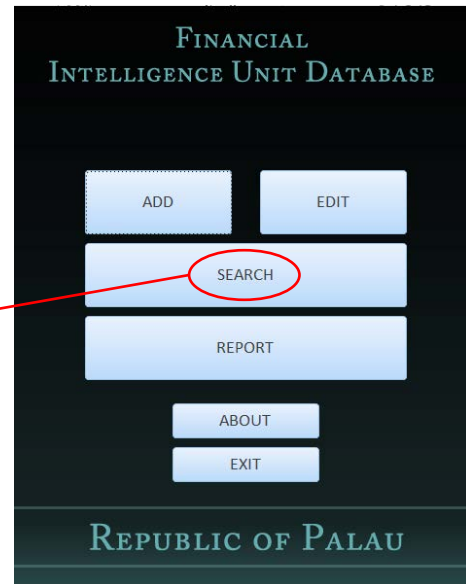 Financial
Intelligence Unit Database
ADD EDIT
SEARCH
REPORT
ABOUT
EXIT
Republic of Palau